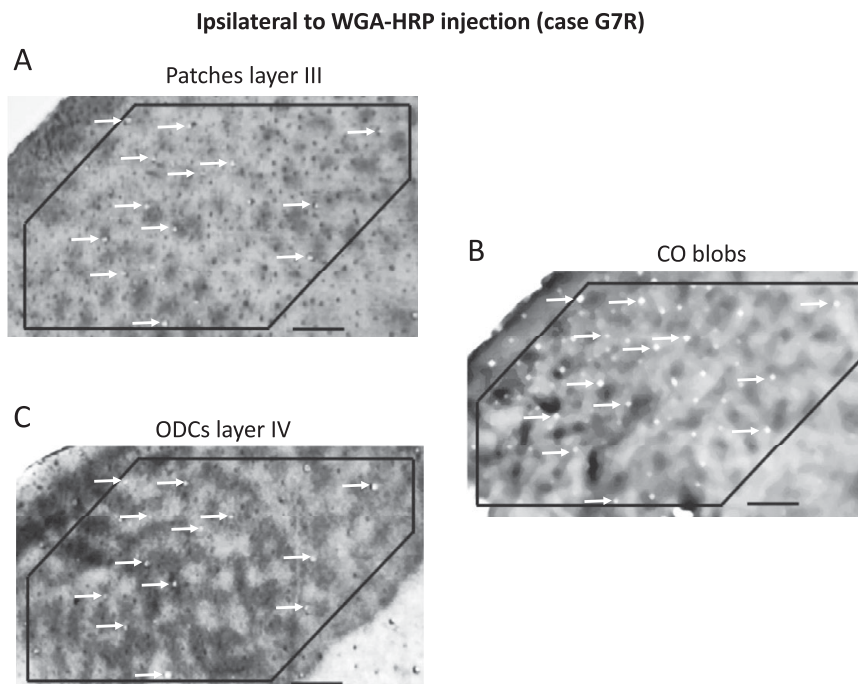 Ipsilateral to WGA-HRP injection (case G7R)
A
Patches layer III
B
CO blobs
C
ODCs layer IV